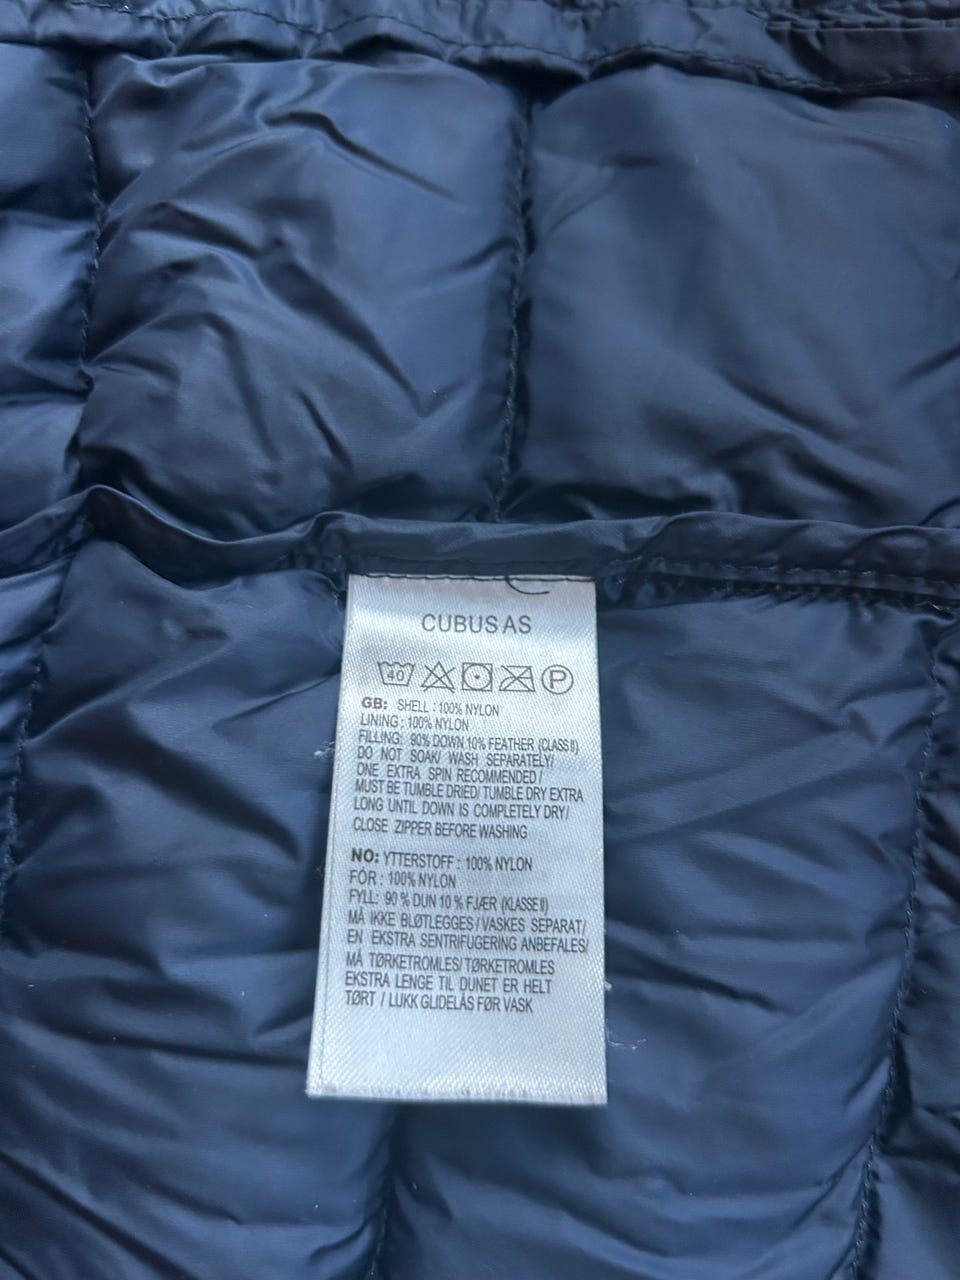 CUBUS AS
40 P
GB: SHELL : 100% NYLON
LINING : 100% NYLON
FILLING: 90% DOWN 10% FEATHER (CLASS II)
DO NOT SOAK/ WASH SEPARATELY/
ONE EXTRA SPIN RECOMMENDED /
MUST BE TUMBLE DRIED/ TUMBLE DRY EXTRA
LONG UNTIL DOWN IS COMPLETELY DRY/
CLOSE ZIPPER BEFORE WASHING
NO: YTTERSTOFF : 100% NYLON
FÓR : 100% NYLON
FYLL: 90 % DUN 10 % FJÆR (KLASSE II)
MÅ IKKE BLØTLEGGES / VASKES SEPARAT/
EN EKSTRA SENTRIFUGERING ANBEFALES/
MÅ TØRKETROMLES/ TØRKETROMLES
EKSTRA LENGE TIL DUNET ER HELT
TØRT / LUKK GLIDELÅS FØR VASK